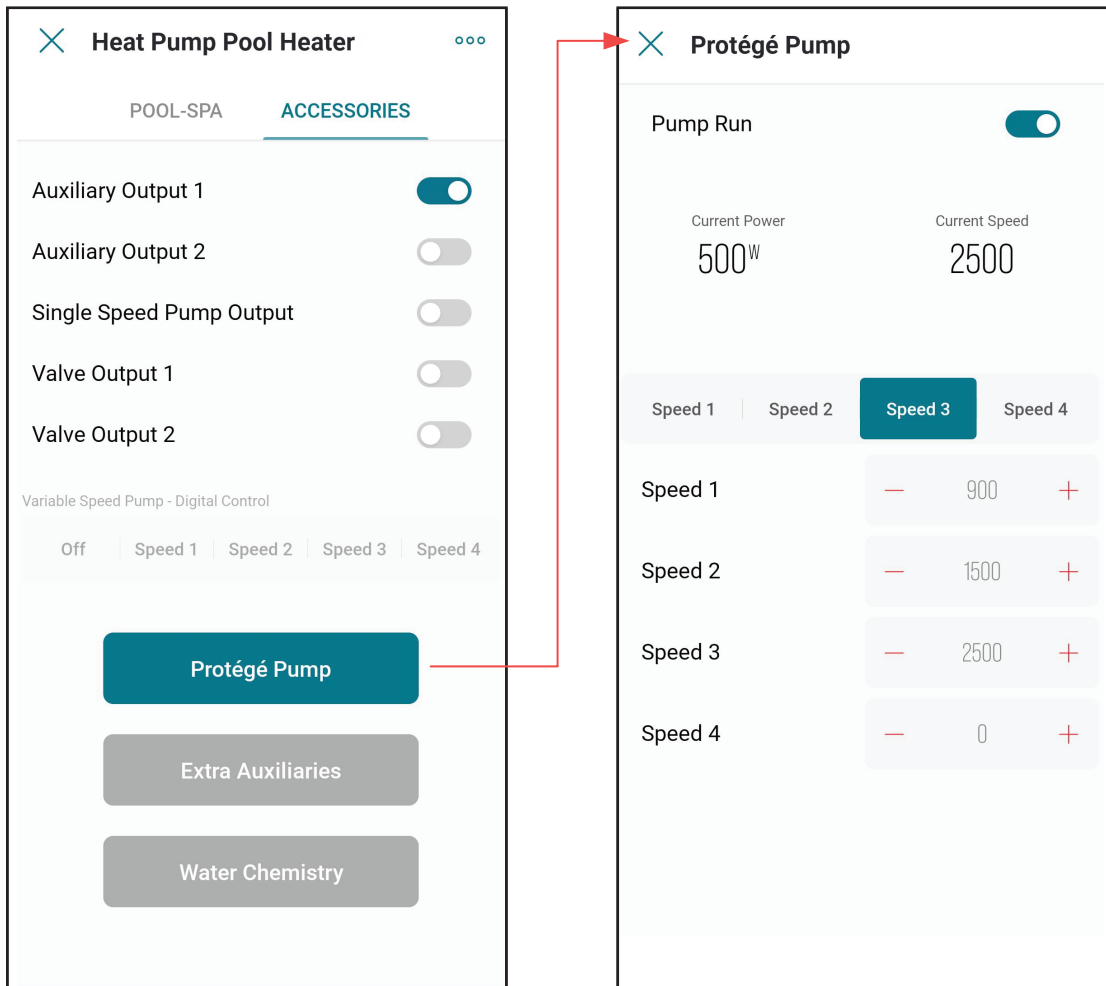 Heat Pump Pool Heater
POOL-SPA ACCESSORIES
Auxiliary Output 1
Auxiliary Output 2
Single Speed Pump Output
Valve Output 1
Valve Output 2
Variable Speed Pump - Digital Control
Off Speed 1 Speed 2 Speed 3 Speed 4
Protégé Pump
Extra Auxiliaries
Water Chemistry
Protégé Pump
Pump Run
Current Power Current Speed
500W 2500
Speed 1 Speed 2 Speed 3 Speed 4
Speed 1 — 900 +
Speed 2 — 1500 +
Speed 3 — 2500 +
Speed 4 — 0 +